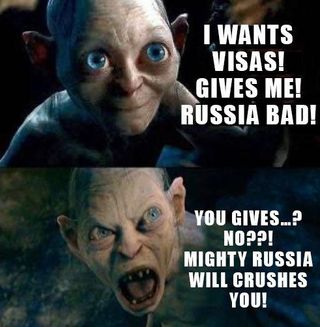 I WANTS
VISAS!
GIVES ME!
RUSSIA BAD!
YOU GIVES...?
NO??!
MIGHTY RUSSIA
WILL CRUSHES
YOU!